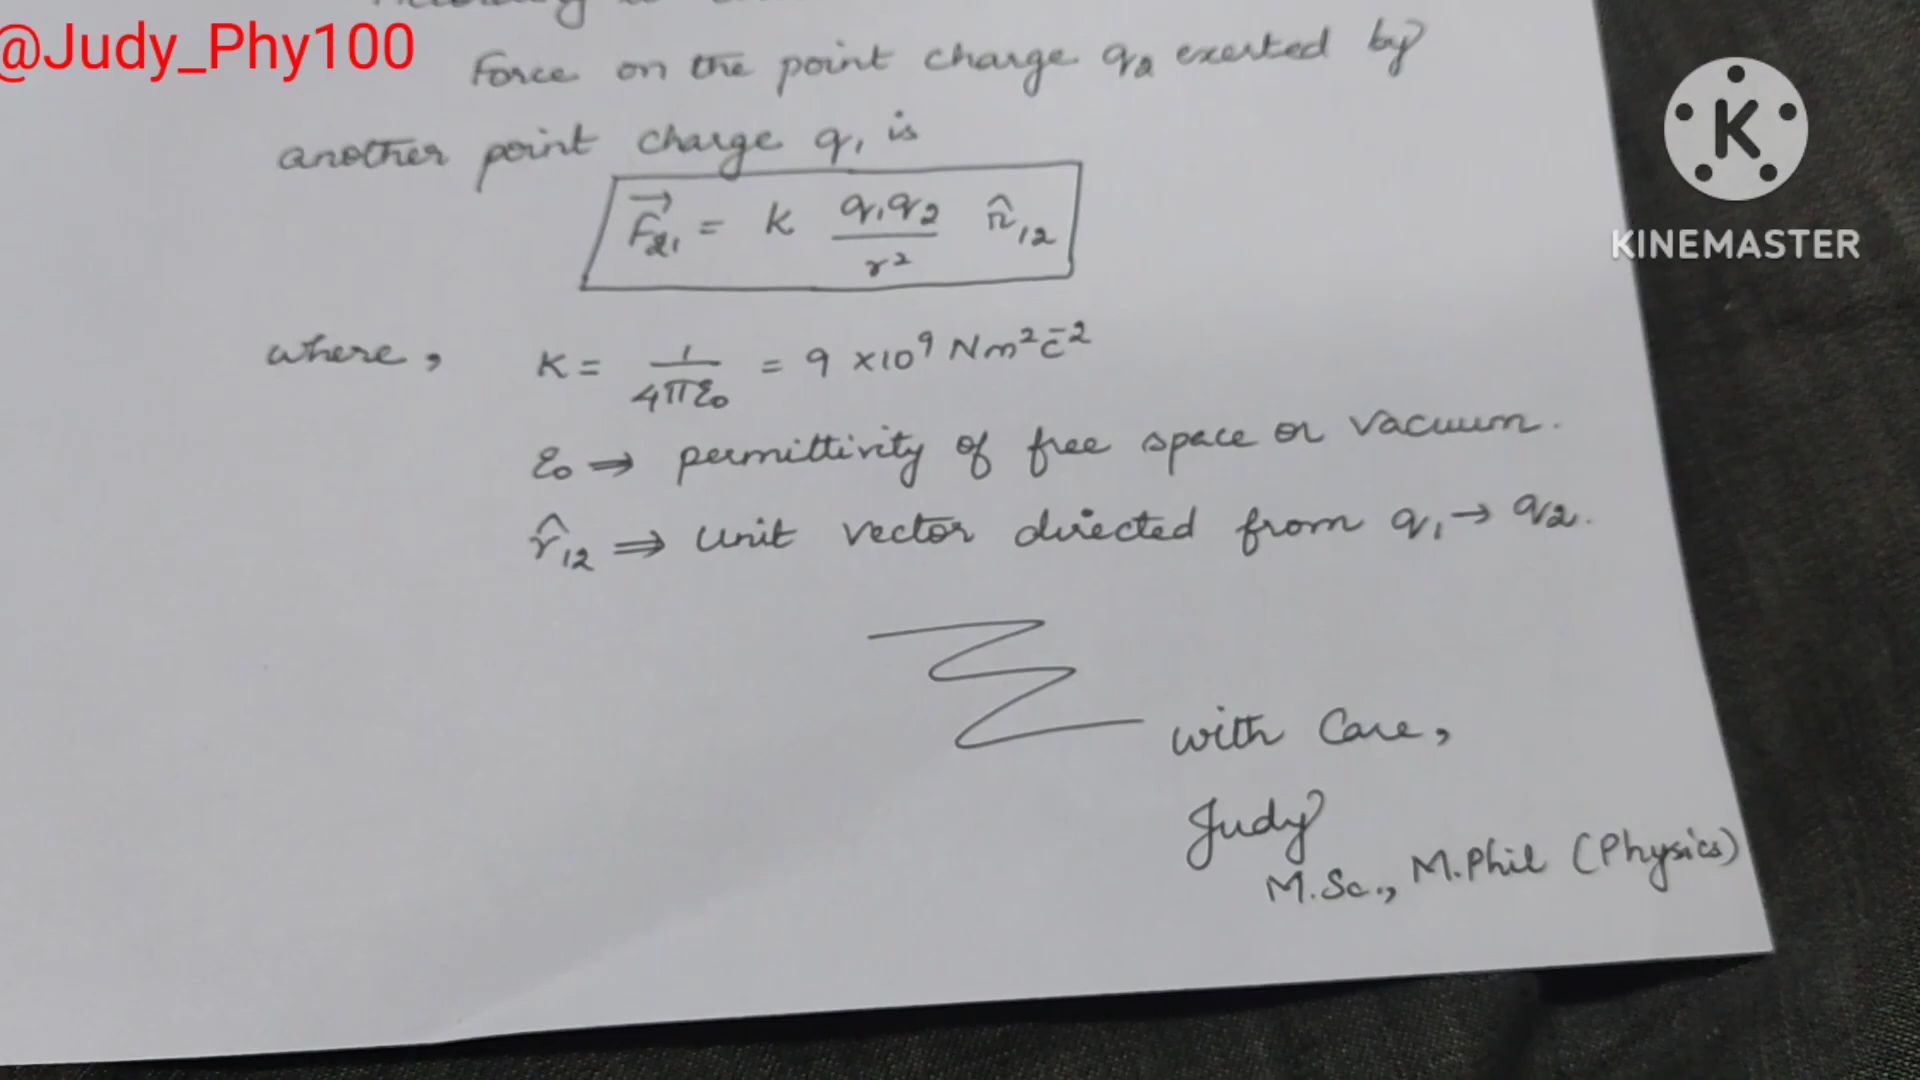 @Judy_Phy100
Force on the point charge q₂ exerted by
another point charge q₁ is
F⃗₂₁ = k q₁q₂/r² r̂₁₂
where, K = 1/4πε₀ = 9 ×10⁹ Nm²C⁻²
ε₀ ⇒ permittivity of free space or vacuum.
r̂₁₂ ⇒ unit vector directed from q₁ → q₂.
with Care,
Judy
M.Sc., M.Phil (Physics)
K
KINEMASTER